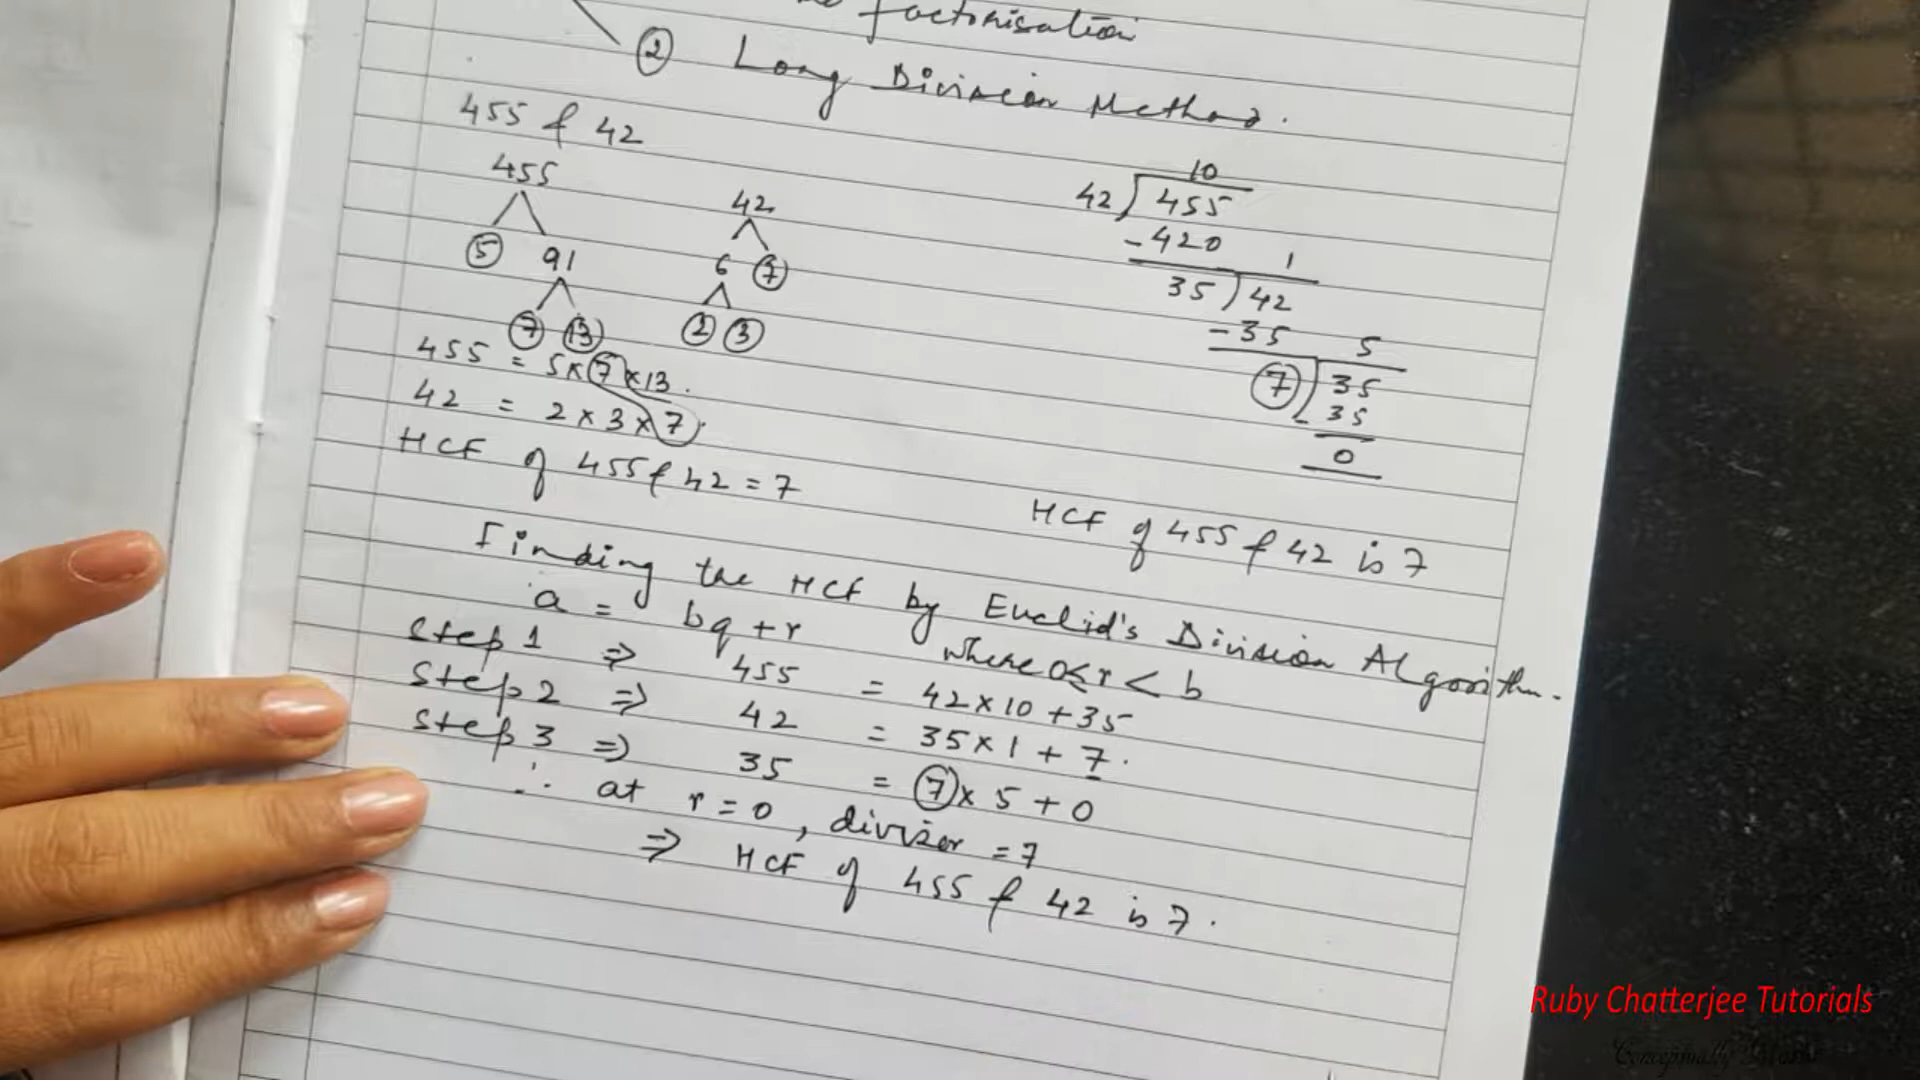 factorisation
② Long Division Method.
455 & 42
455
42
5 91
6 7
7 13
2 3
455 = 5×7×13.
42 = 2×3×7.
HCF of 455 & 42 = 7
10
42 ) 455
-420
1
35 ) 42
-35
5
7 ) 35
35
0
HCF of 455 & 42 is 7
Finding the HCF by Euclid's Division Algorithm.
a = bq + r where 0≤r < b
Step 1 ⇒ 455 = 42×10 +35
Step 2 ⇒ 42 = 35×1 + 7.
Step 3 ⇒ 35 = 7× 5 + 0
∴ at r = 0, divisor = 7
⇒ HCF of 455 & 42 is 7.
Ruby Chatterjee Tutorials